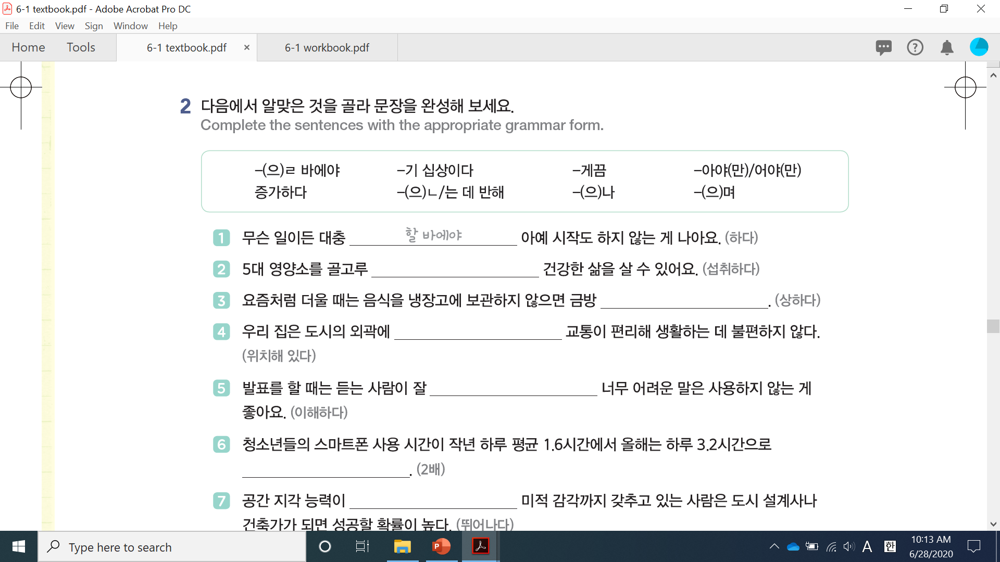 6-1 textbook.pdf - Adobe Acrobat Pro DC
File Edit View Sign Window Help
Home Tools 6-1 textbook.pdf × 6-1 workbook.pdf
2 다음에서 알맞은 것을 골라 문장을 완성해 보세요.
Complete the sentences with the appropriate grammar form.
–(으)ㄹ 바에야 –기 십상이다 –게끔 –아야(만)/어야(만)
증가하다 –(으)ㄴ/는 데 반해 –(으)나 –(으)며
1 무슨 일이든 대충 할 바에야 아예 시작도 하지 않는 게 나아요. (하다)
2 5대 영양소를 골고루 ____ 건강한 삶을 살 수 있어요. (섭취하다)
3 요즘처럼 더울 때는 음식을 냉장고에 보관하지 않으면 금방 ____. (상하다)
4 우리 집은 도시의 외곽에 ____ 교통이 편리해 생활하는 데 불편하지 않다.
(위치해 있다)
5 발표를 할 때는 듣는 사람이 잘 ____ 너무 어려운 말은 사용하지 않는 게
좋아요. (이해하다)
6 청소년들의 스마트폰 사용 시간이 작년 하루 평균 1.6시간에서 올해는 하루 3.2시간으로
____. (2배)
7 공간 지각 능력이 ____ 미적 감각까지 갖추고 있는 사람은 도시 설계사나
건축가가 되면 성공할 확률이 높다. (뛰어나다)
Type here to search
P
A 한 10:13 AM
6/28/2020